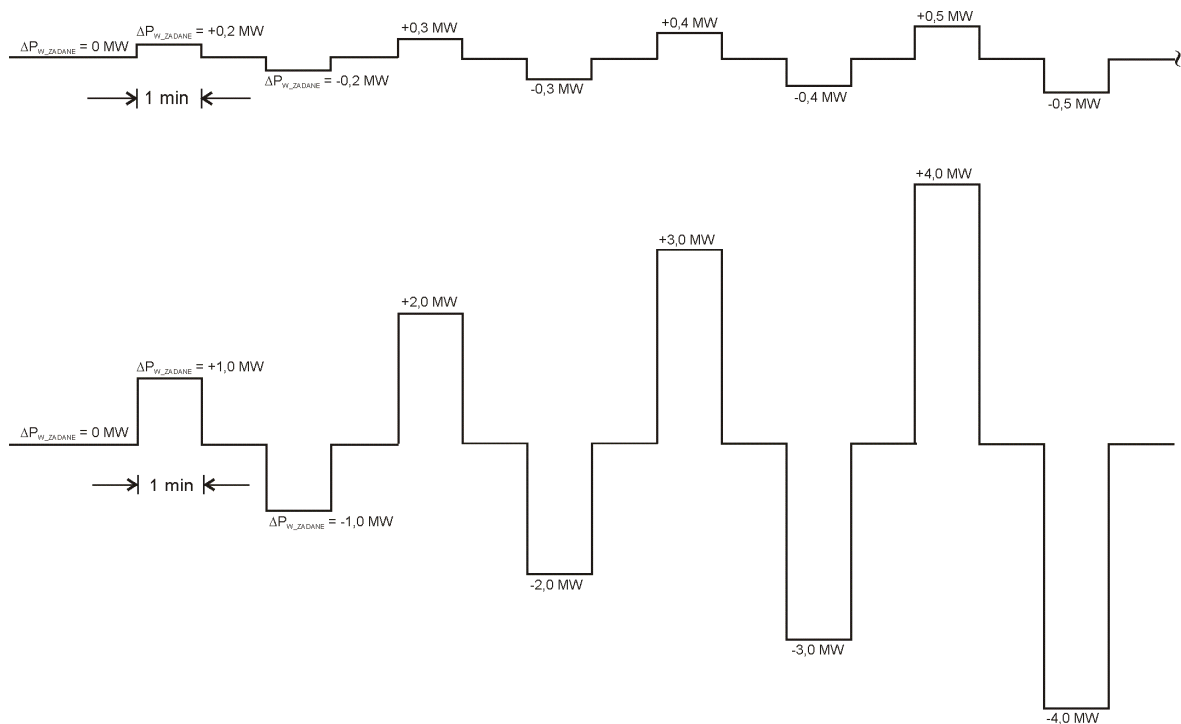 ΔP_W_ZADANE = 0 MW
ΔP_W_ZADANE = +0,2 MW
ΔP_W_ZADANE = -0,2 MW
+0,3 MW
-0,3 MW
+0,4 MW
-0,4 MW
+0,5 MW
-0,5 MW
1 min
ΔP_W_ZADANE = 0 MW
ΔP_W_ZADANE = +1,0 MW
ΔP_W_ZADANE = -1,0 MW
+2,0 MW
-2,0 MW
+3,0 MW
-3,0 MW
+4,0 MW
-4,0 MW
1 min